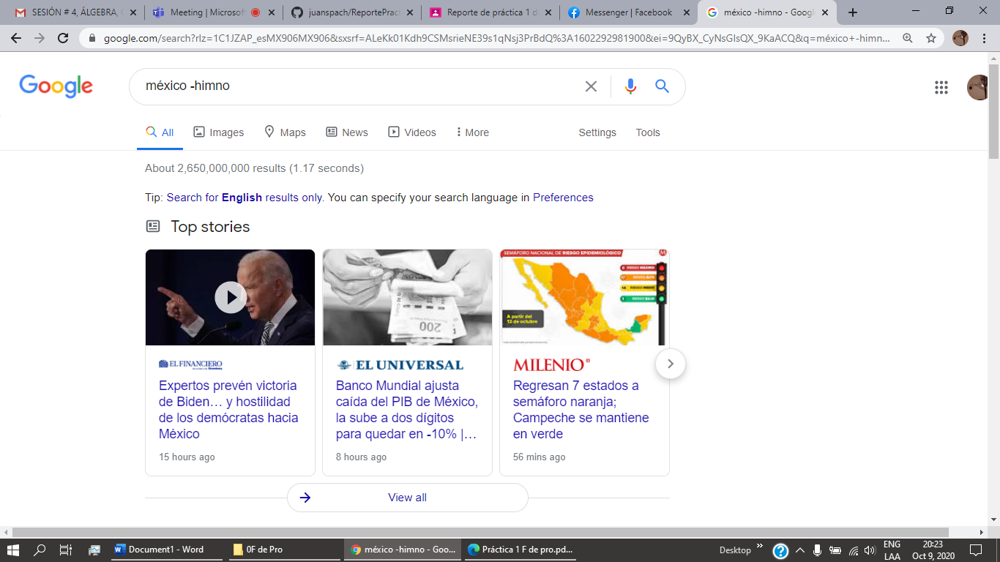 SESIÓN # 4, ÁLGEBRA,
Meeting | Microsoft
juanspach/ReportePract
Reporte de práctica 1 d
Messenger | Facebook
méxico -himno - Google
google.com/search?rlz=1C1JZAP_esMX906MX906&sxsrf=ALeKk01Kdh9CSMsrieNE39s1qNsj3PrBdQ%3A1602292981900&ei=9QyBX_CyNsGIsQX_9KaACQ&q=méxico+-himn...
Google
méxico -himno
All Images Maps News Videos More Settings Tools
About 2,650,000,000 results (1.17 seconds)
Tip: Search for English results only. You can specify your search language in Preferences
Top stories
200
SEMÁFORO NACIONAL DE RIESGO EPIDEMIOLÓGICO
M
0 RIESGO MÁXIMO
17 RIESGO ALTO
14 RIESGO MEDIO
1 RIESGO BAJO
A partir del
12 de octubre
EL FINANCIERO
Expertos prevén victoria
de Biden… y hostilidad
de los demócratas hacia
México
15 hours ago
EL UNIVERSAL
Banco Mundial ajusta
caída del PIB de México,
la sube a dos dígitos
para quedar en -10% |…
8 hours ago
MILENIO®
Regresan 7 estados a
semáforo naranja;
Campeche se mantiene
en verde
56 mins ago
View all
Document1 - Word
0F de Pro
méxico -himno - Goo...
Práctica 1 F de pro.pd...
Desktop
ENG
LAA
20:23
Oct 9, 2020